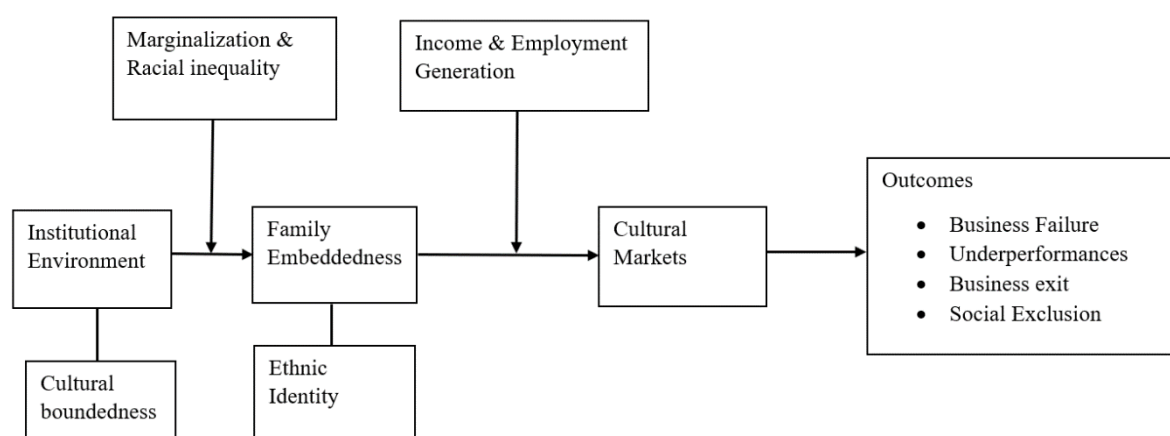 Marginalization &
Racial inequality
Income & Employment
Generation
Institutional
Environment
Family
Embeddedness
Cultural
Markets
Outcomes
• Business Failure
• Underperformances
• Business exit
• Social Exclusion
Cultural
boundedness
Ethnic
Identity